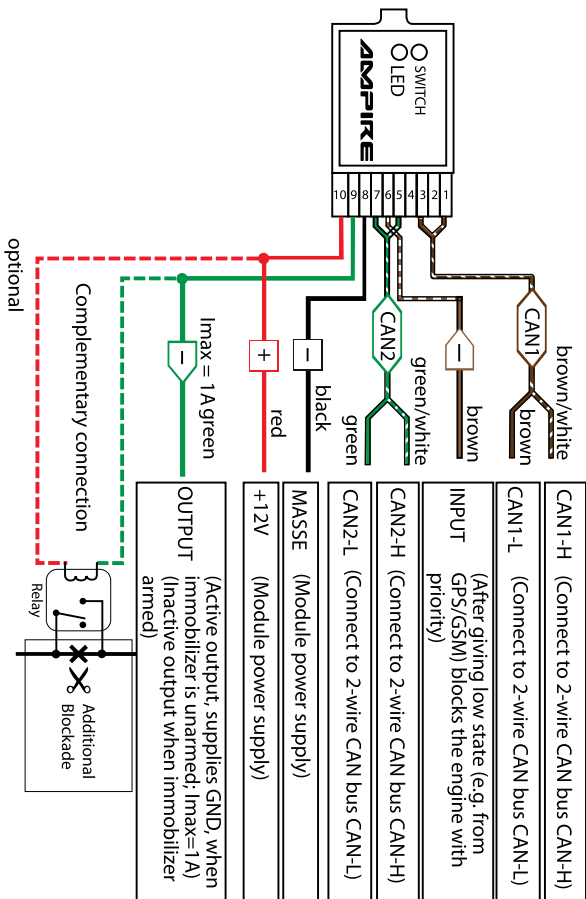 SWITCH
LED
AMPIRE
1
2
3
4
5
6
7
8
9
10
brown/white
CAN1
brown
CAN1-H (Connect to 2-wire CAN bus CAN-H)
CAN1-L (Connect to 2-wire CAN bus CAN-L)
−
brown
INPUT (After giving low state (e.g. from
GPS/GSM) blocks the engine with
priority)
CAN2
green/white
green
CAN2-H (Connect to 2-wire CAN bus CAN-H)
CAN2-L (Connect to 2-wire CAN bus CAN-L)
−
black
MASSE (Module power supply)
+
red
+12V (Module power supply)
−
Imax = 1A green
OUTPUT (Active output, supplies GND, when
immobilizer is unarmed; Imax=1A)
(Inactive output when immobilizer
armed)
Complementary connection
optional
Relay
Additional
Blockade